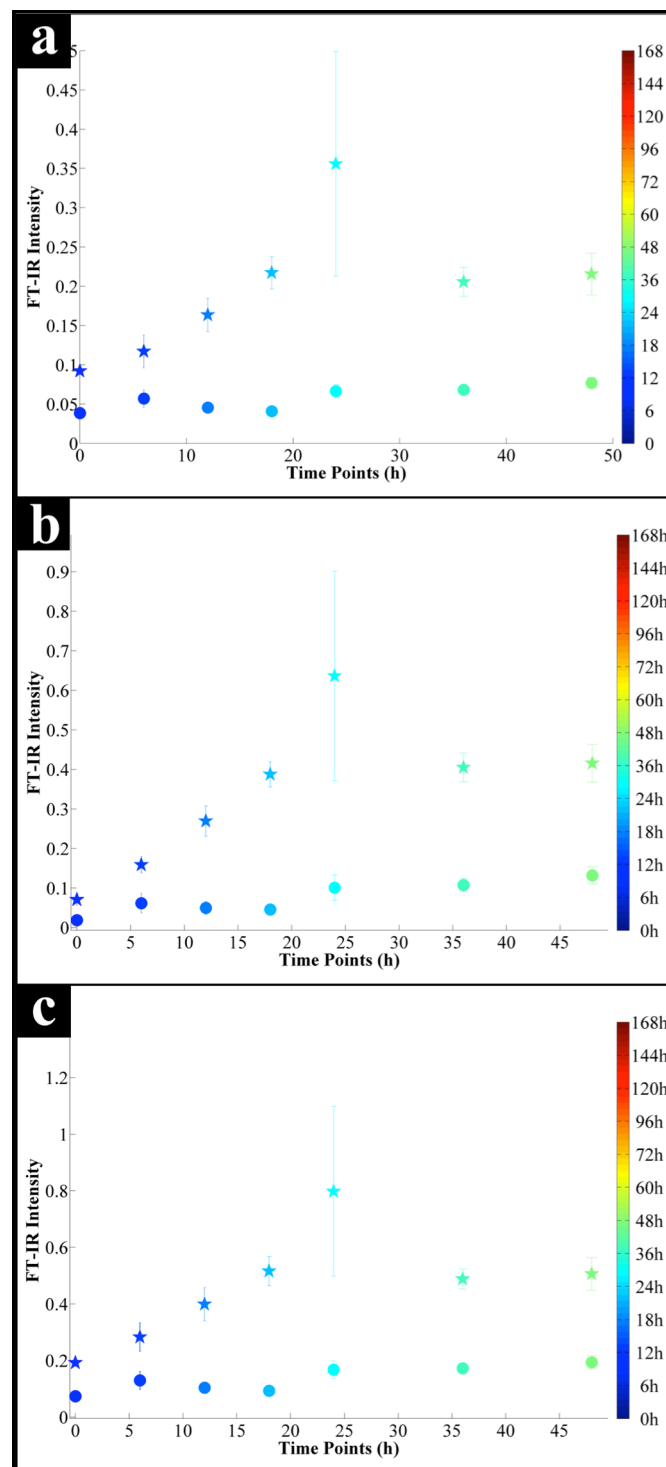 a
0.5
0.45
0.4
0.35
0.3
0.25
0.2
0.15
0.1
0.05
0
FT-IR Intensity
0 10 20 30 40 50
Time Points (h)
168
144
120
96
72
60
48
36
24
18
12
6
0
b
0.9
0.8
0.7
0.6
0.5
0.4
0.3
0.2
0.1
0
FT-IR Intensity
0 5 10 15 20 25 30 35 40 45
Time Points (h)
168h
144h
120h
96h
72h
60h
48h
36h
24h
18h
12h
6h
0h
c
1.2
1
0.8
0.6
0.4
0.2
0
FT-IR Intensity
0 5 10 15 20 25 30 35 40 45
Time Points (h)
168h
144h
120h
96h
72h
60h
48h
36h
24h
18h
12h
6h
0h